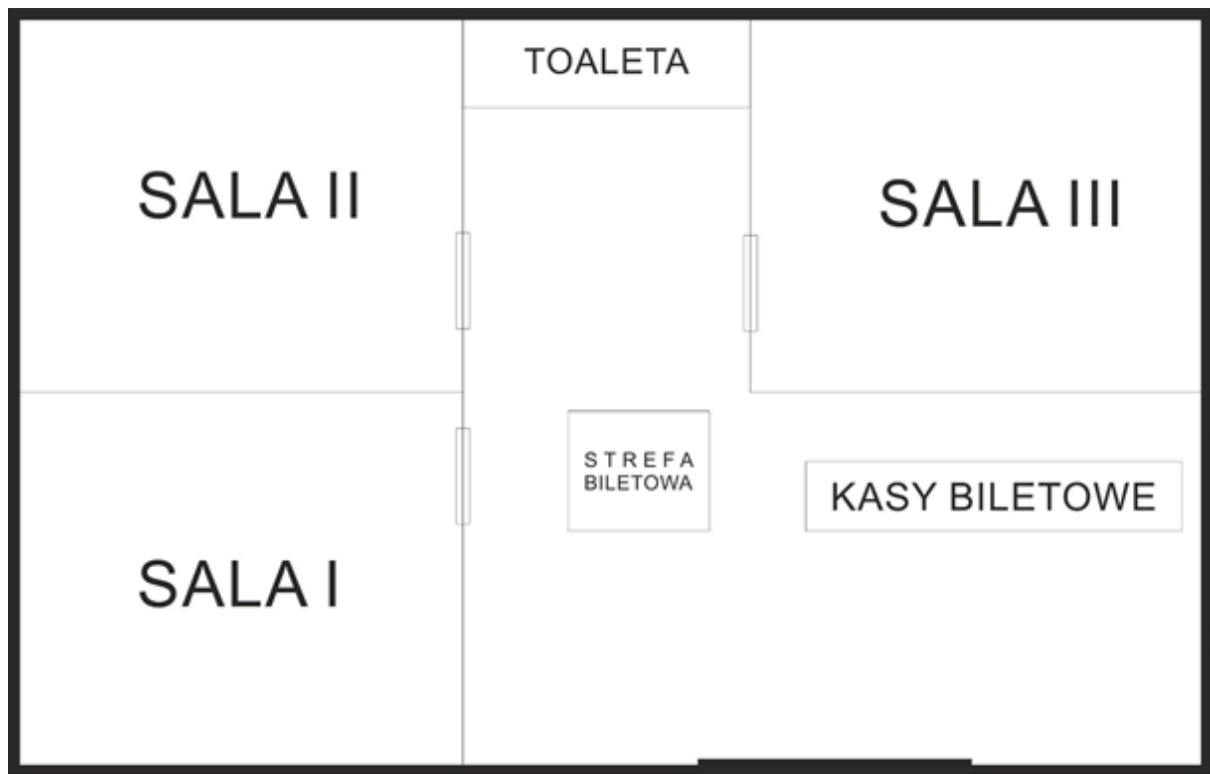 TOALETA
SALA II
SALA III
STREFA
BILETOWA
KASY BILETOWE
SALA I